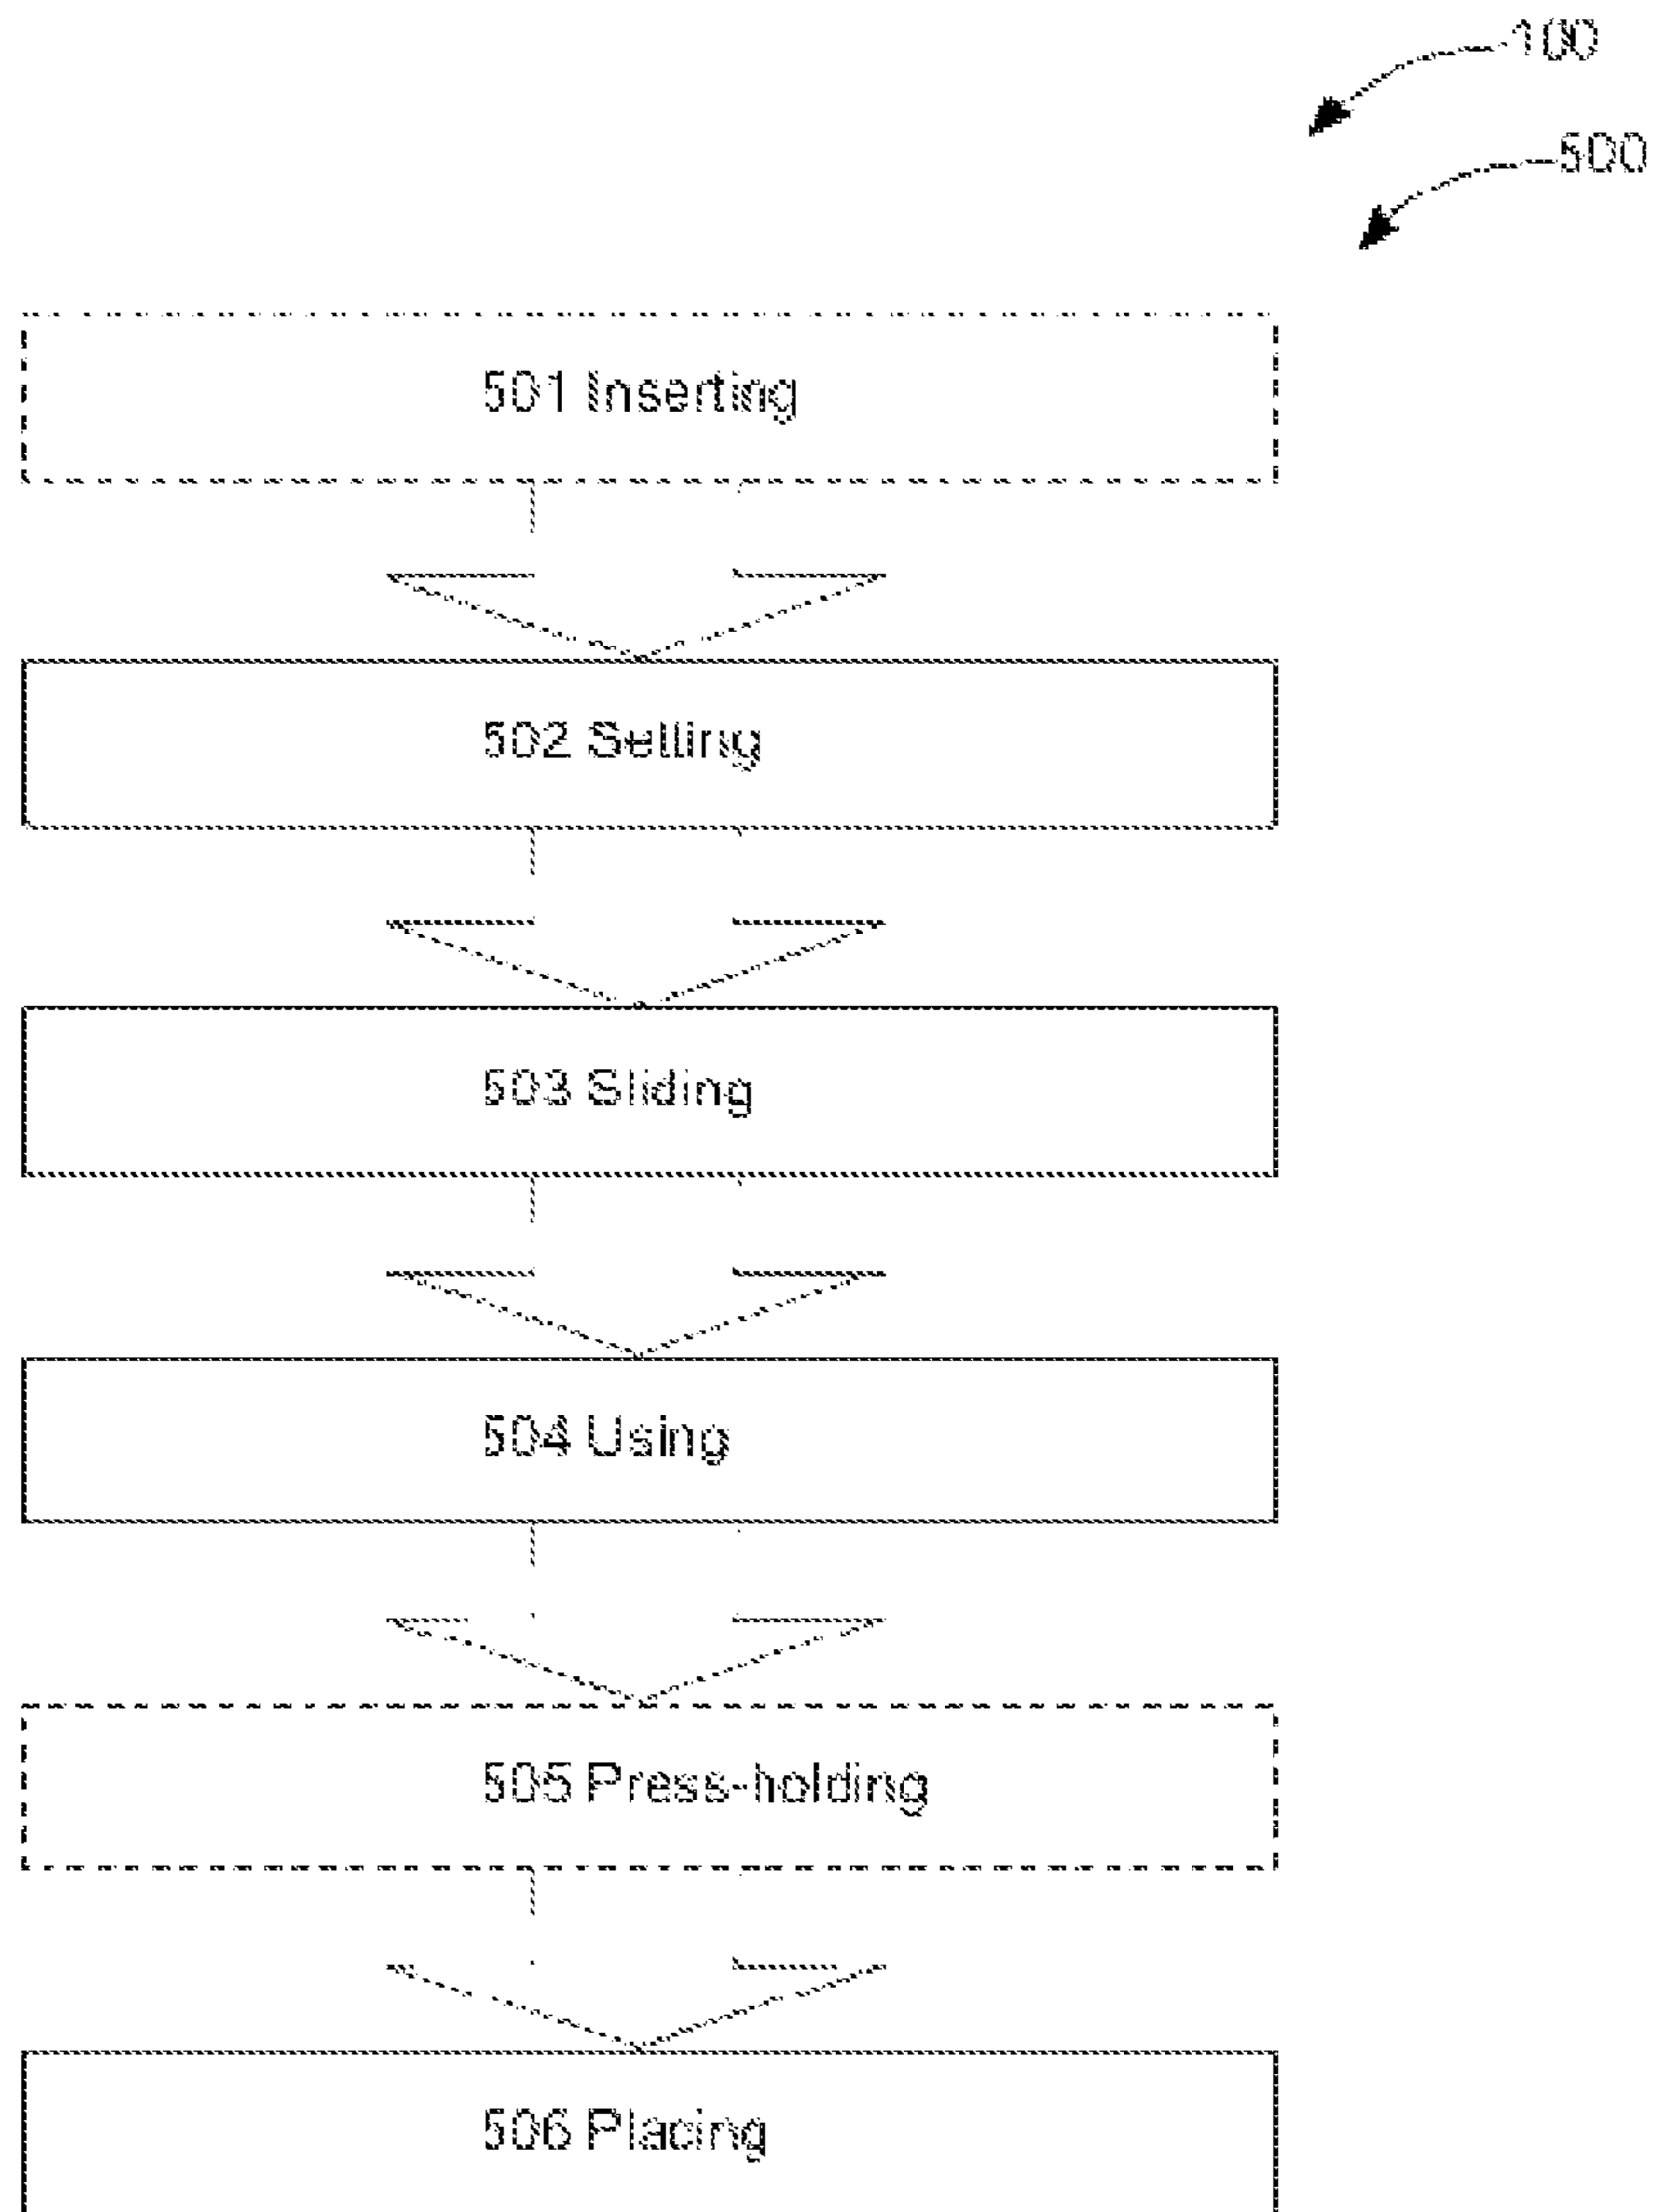 100
500
501 Inserting
502 Setting
503 Sliding
504 Using
505 Press-holding
506 Placing